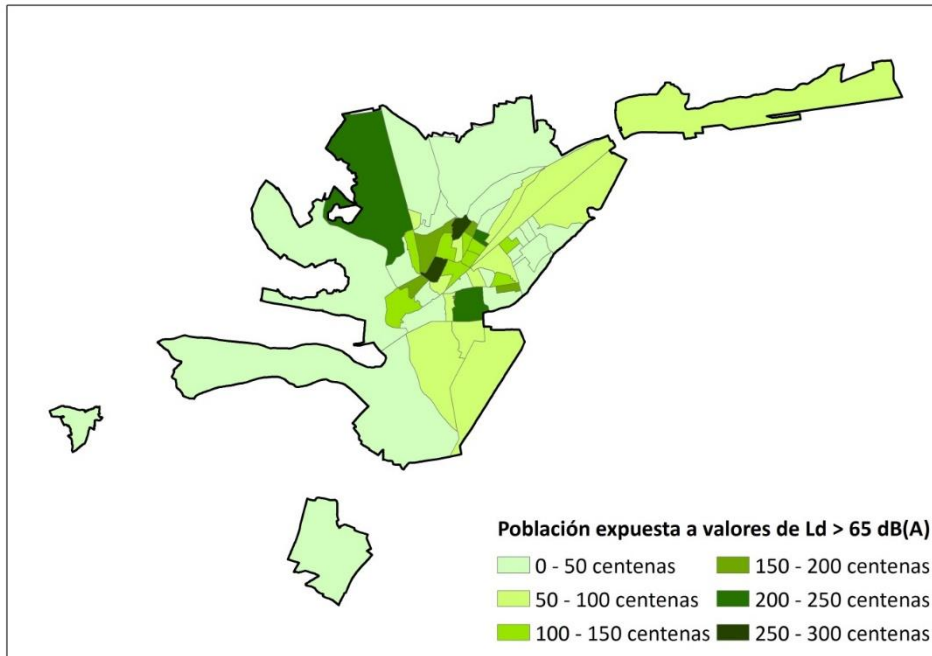 Población expuesta a valores de Ld > 65 dB(A)
0 - 50 centenas
150 - 200 centenas
50 - 100 centenas
200 - 250 centenas
100 - 150 centenas
250 - 300 centenas